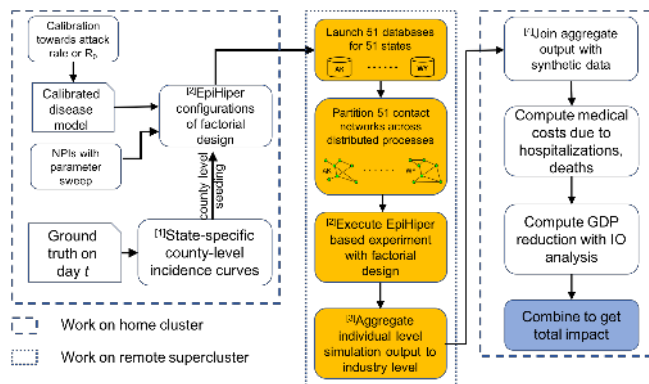 Calibration
towards attack
rate or R₀
Calibrated
disease model
NPIs with
parameter sweep
Ground
truth on
day t
[2]EpiHiper
configurations
of factorial
design
county level
seeding
[1]State-specific
county-level
incidence curves
Work on home cluster
Work on remote supercluster
Launch 51 databases
for 51 states
AK ...... WY
Partition 51 contact
networks across
distributed processes
AK ...... WY
[2]Execute EpiHiper
based experiment with
factorial design
[3]Aggregate individual level
simulation output to
industry level
[4]Join aggregate
output with
synthetic data
Compute medical
costs due to
hospitalizations,
deaths
Compute GDP
reduction with IO
analysis
Combine to get
total impact